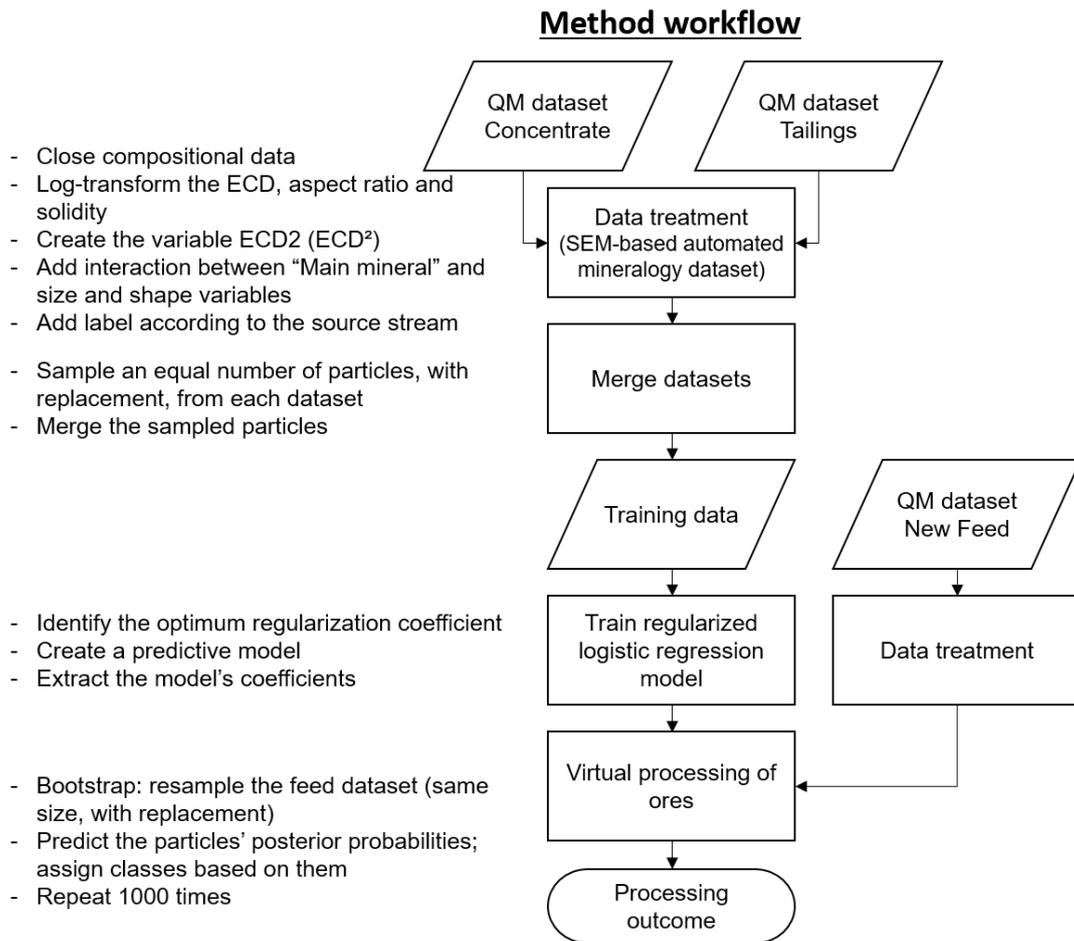 Method workflow
QM dataset
Concentrate
QM dataset
Tailings
- Close compositional data
- Log-transform the ECD, aspect ratio and
solidity
- Create the variable ECD2 (ECD²)
- Add interaction between “Main mineral” and
size and shape variables
- Add label according to the source stream
Data treatment
(SEM-based automated
mineralogy dataset)
- Sample an equal number of particles, with
replacement, from each dataset
- Merge the sampled particles
Merge datasets
Training data
QM dataset
New Feed
- Identify the optimum regularization coefficient
- Create a predictive model
- Extract the model’s coefficients
Train regularized
logistic regression
model
Data treatment
- Bootstrap: resample the feed dataset (same
size, with replacement)
- Predict the particles’ posterior probabilities;
assign classes based on them
- Repeat 1000 times
Virtual processing of
ores
Processing
outcome